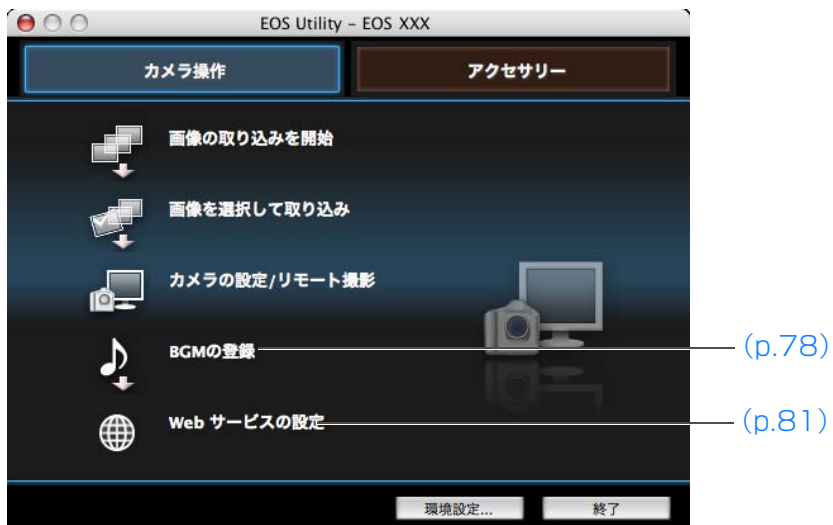 EOS Utility – EOS XXX
カメラ操作
アクセサリー
画像の取り込みを開始
画像を選択して取り込み
カメラの設定/リモート撮影
BGMの登録
(p.78)
Web サービスの設定
(p.81)
環境設定...
終了